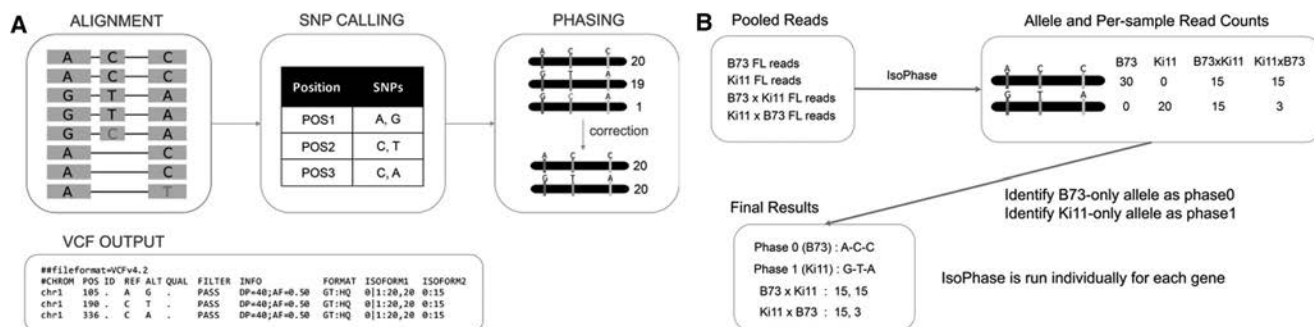 A
ALIGNMENT
A C C
A C C
G T A
G T A
G C A
A C
A C
A T
SNP CALLING
Position SNPs
POS1 A, G
POS2 C, T
POS3 C, A
PHASING
A C C
20
G T A
19
G C A
1
correction
A C C
20
G T A
20
VCF OUTPUT
##fileformat=VCFv4.2
#CHROM POS ID REF ALT QUAL FILTER INFO FORMAT ISOFORM1 ISOFORM2
chr1 105 . A G . PASS DP=40;AF=0.50 GT:HQ 0|1:20,20 0:15
chr1 190 . C T . PASS DP=40;AF=0.50 GT:HQ 0|1:20,20 0:15
chr1 336 . C A . PASS DP=40;AF=0.50 GT:HQ 0|1:20,20 0:15
B
Pooled Reads
B73 FL reads
Ki11 FL reads
B73 x Ki11 FL reads
Ki11 x B73 FL reads
IsoPhase
Allele and Per-sample Read Counts
B73 Ki11 B73xKi11 Ki11xB73
A C C
30 0 15 15
G T A
0 20 15 3
Identify B73-only allele as phase0
Identify Ki11-only allele as phase1
Final Results
Phase 0 (B73) : A-C-C
Phase 1 (Ki11) : G-T-A
B73 x Ki11 : 15, 15
Ki11 x B73 : 15, 3
IsoPhase is run individually for each gene